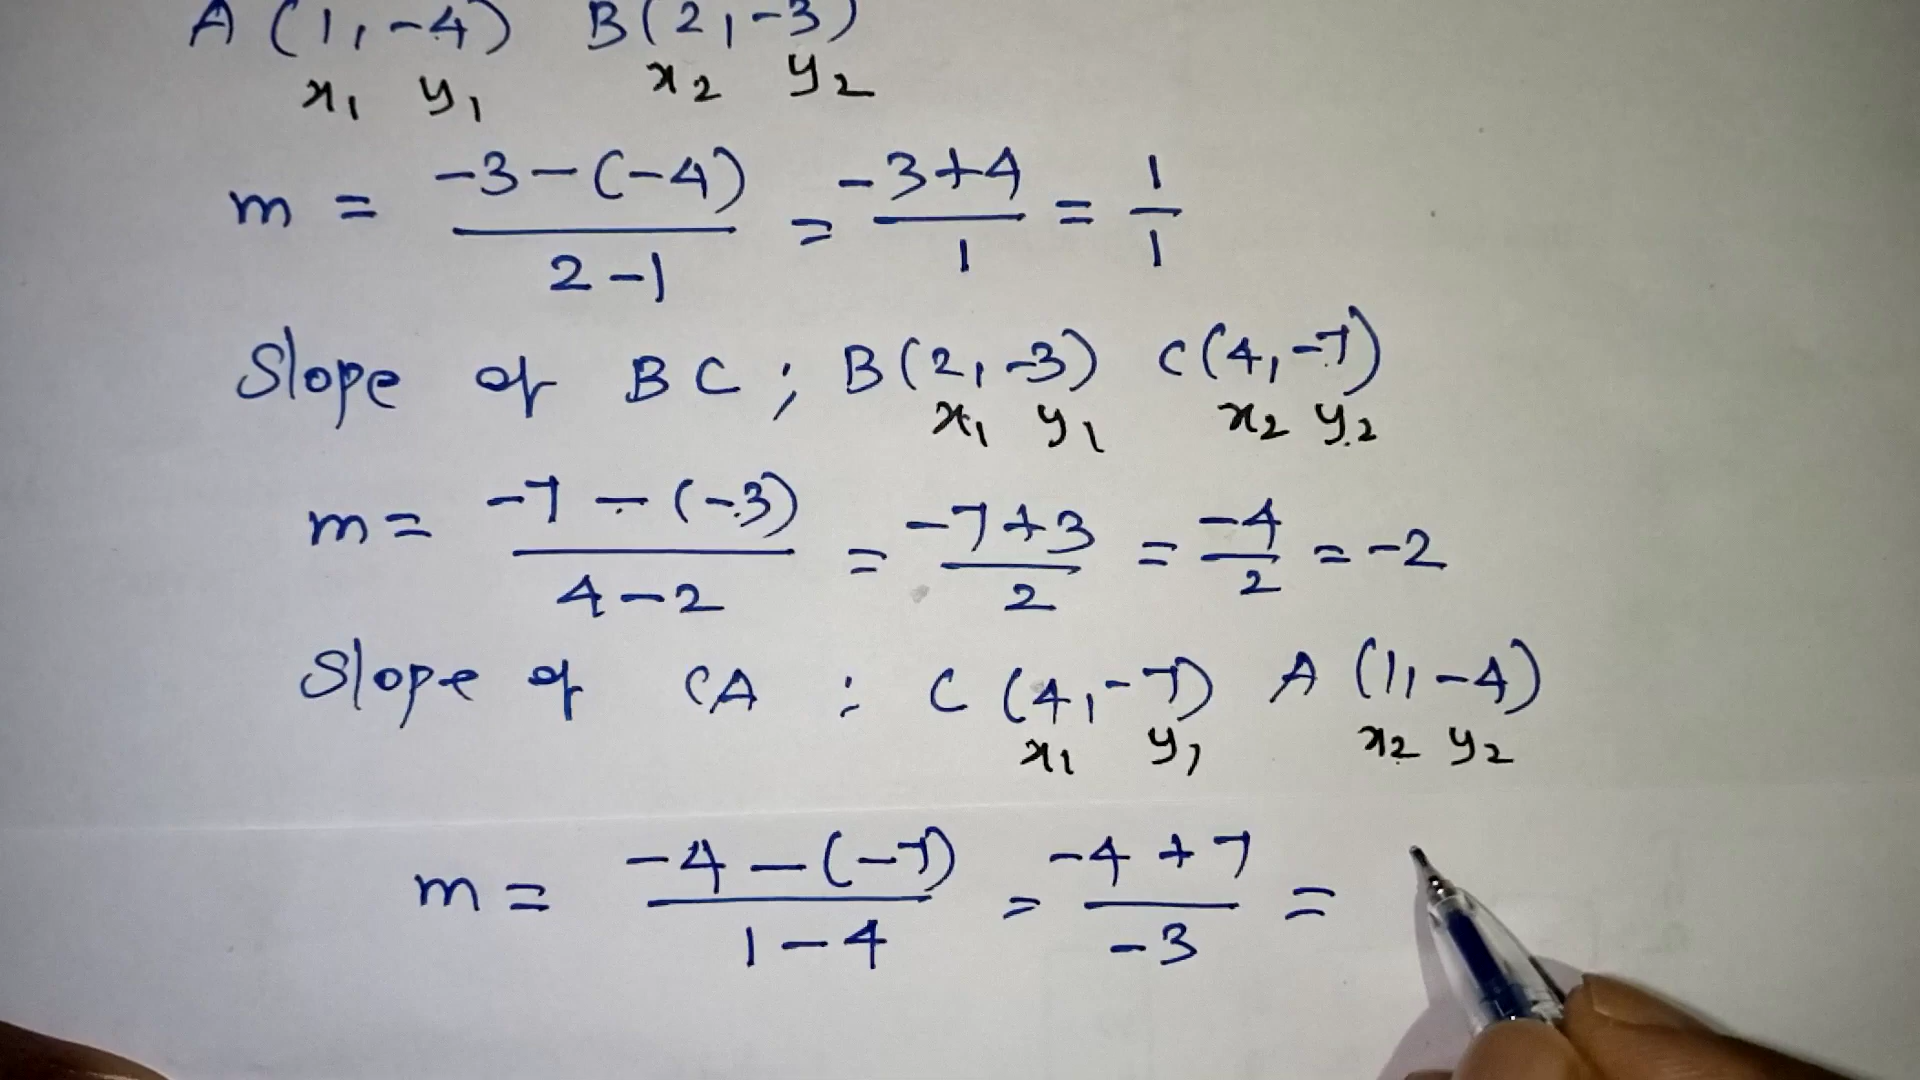 A (1, -4) B(2, -3)
x1 y1 x2 y2
m = -3-(-4) / 2-1 = -3+4 / 1 = 1/1
Slope of BC ; B(2, -3) C(4, -7)
x1 y1 x2 y2
m = -7 - (-3) / 4-2 = -7+3 / 2 = -4/2 = -2
Slope of CA : C (4, -7) A (1, -4)
x1 y1 x2 y2
m = -4-(-7) / 1-4 = -4+7 / -3 =